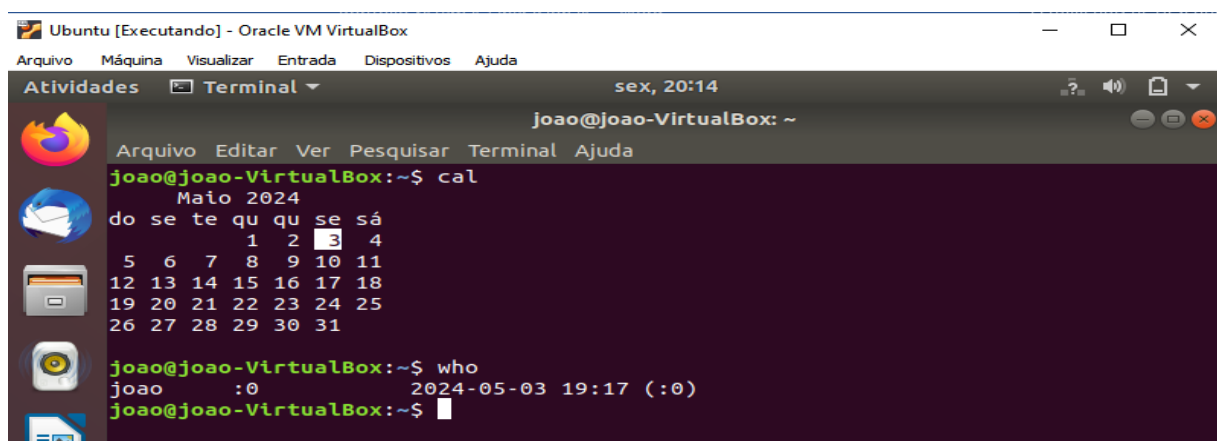 Ubuntu [Executando] - Oracle VM VirtualBox
Arquivo Máquina Visualizar Entrada Dispositivos Ajuda
Atividades Terminal sex, 20:14
joao@joao-VirtualBox: ~
Arquivo Editar Ver Pesquisar Terminal Ajuda
joao@joao-VirtualBox:~$ cal
Maio 2024
do se te qu qu se sá
1 2 3 4
5 6 7 8 9 10 11
12 13 14 15 16 17 18
19 20 21 22 23 24 25
26 27 28 29 30 31
joao@joao-VirtualBox:~$ who
joao :0 2024-05-03 19:17 (:0)
joao@joao-VirtualBox:~$